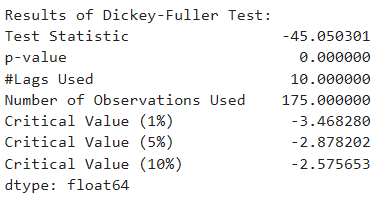 Results of Dickey-Fuller Test:
Test Statistic -45.050301
p-value 0.000000
#Lags Used 10.000000
Number of Observations Used 175.000000
Critical Value (1%) -3.468280
Critical Value (5%) -2.878202
Critical Value (10%) -2.575653
dtype: float64